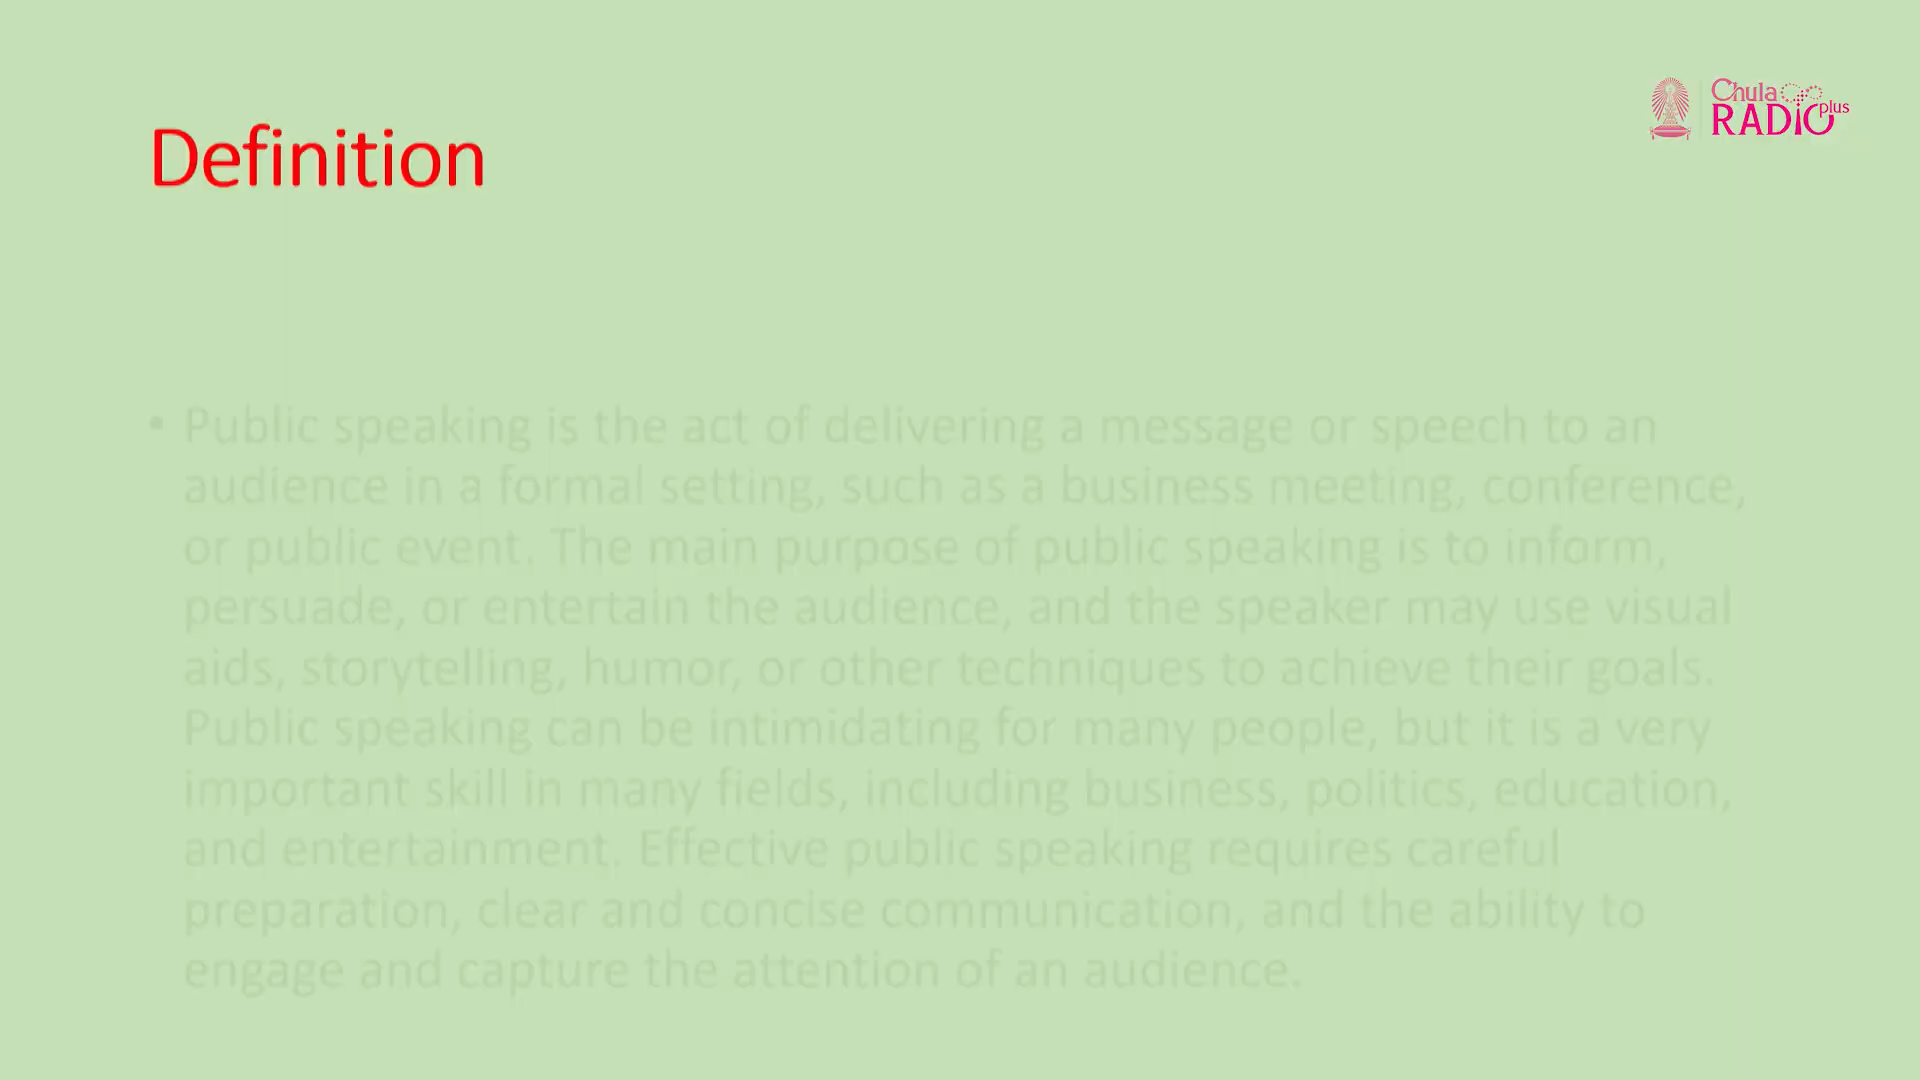 Chula
RADIO plus
Definition
• Public speaking is the act of delivering a message or speech to an
audience in a formal setting, such as a business meeting, conference,
or public event. The main purpose of public speaking is to inform,
persuade, or entertain the audience, and the speaker may use visual
aids, storytelling, humor, or other techniques to achieve their goals.
Public speaking can be intimidating for many people, but it is a very
important skill in many fields, including business, politics, education,
and entertainment. Effective public speaking requires careful
preparation, clear and concise communication, and the ability to
engage and capture the attention of an audience.